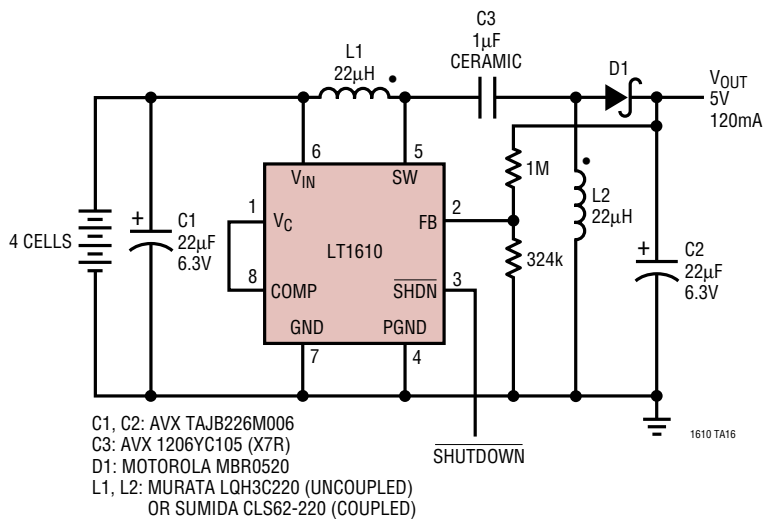 C3
1µF
CERAMIC
L1
22µH
D1
VOUT
5V
120mA
6
5
VIN
SW
1M
L2
22µH
1
VC
FB
2
4 CELLS
+
C1
22µF
6.3V
LT1610
324k
+
C2
22µF
6.3V
8
COMP
SHDN
3
GND
PGND
7
4
1610 TA16
SHUTDOWN
C1, C2: AVX TAJB226M006
C3: AVX 1206YC105 (X7R)
D1: MOTOROLA MBR0520
L1, L2: MURATA LQH3C220 (UNCOUPLED)
OR SUMIDA CLS62-220 (COUPLED)